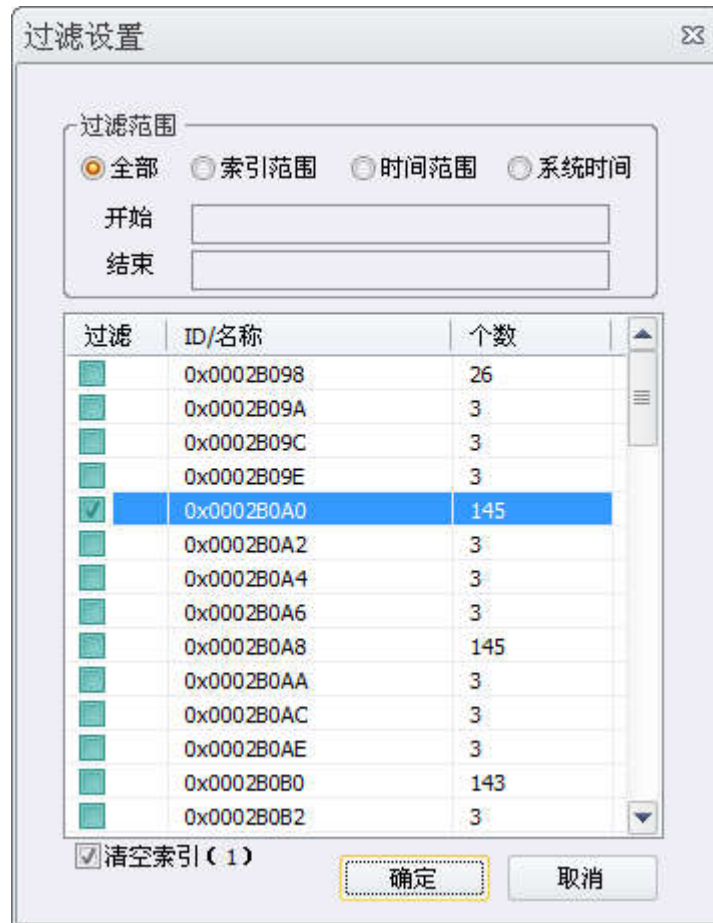 过滤设置
过滤范围
全部 索引范围 时间范围 系统时间
开始
结束
过滤 ID/名称 个数
0x0002B098 26
0x0002B09A 3
0x0002B09C 3
0x0002B09E 3
0x0002B0A0 145
0x0002B0A2 3
0x0002B0A4 3
0x0002B0A6 3
0x0002B0A8 145
0x0002B0AA 3
0x0002B0AC 3
0x0002B0AE 3
0x0002B0B0 143
0x0002B0B2 3
清空索引(1)
确定 取消